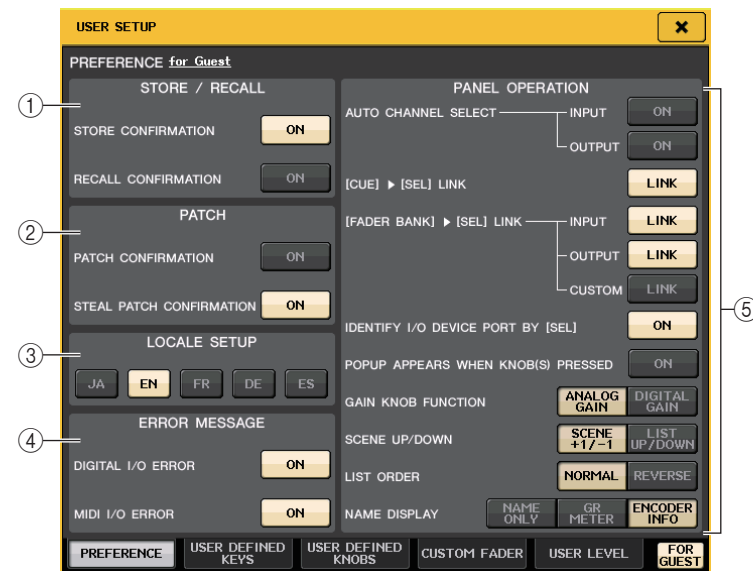 USER SETUP
PREFERENCE for Guest
① STORE / RECALL
STORE CONFIRMATION ON
RECALL CONFIRMATION ON
② PATCH
PATCH CONFIRMATION ON
STEAL PATCH CONFIRMATION ON
③ LOCALE SETUP
JA EN FR DE ES
④ ERROR MESSAGE
DIGITAL I/O ERROR ON
MIDI I/O ERROR ON
⑤ PANEL OPERATION
AUTO CHANNEL SELECT INPUT ON
OUTPUT ON
[CUE] ▶ [SEL] LINK LINK
[FADER BANK] ▶ [SEL] LINK INPUT LINK
OUTPUT LINK
CUSTOM LINK
IDENTIFY I/O DEVICE PORT BY [SEL] ON
POPUP APPEARS WHEN KNOB(S) PRESSED ON
GAIN KNOB FUNCTION ANALOG GAIN DIGITAL GAIN
SCENE UP/DOWN SCENE +1/-1 LIST UP/DOWN
LIST ORDER NORMAL REVERSE
NAME DISPLAY NAME ONLY GR METER ENCODER INFO
PREFERENCE USER DEFINED KEYS USER DEFINED KNOBS CUSTOM FADER USER LEVEL FOR GUEST